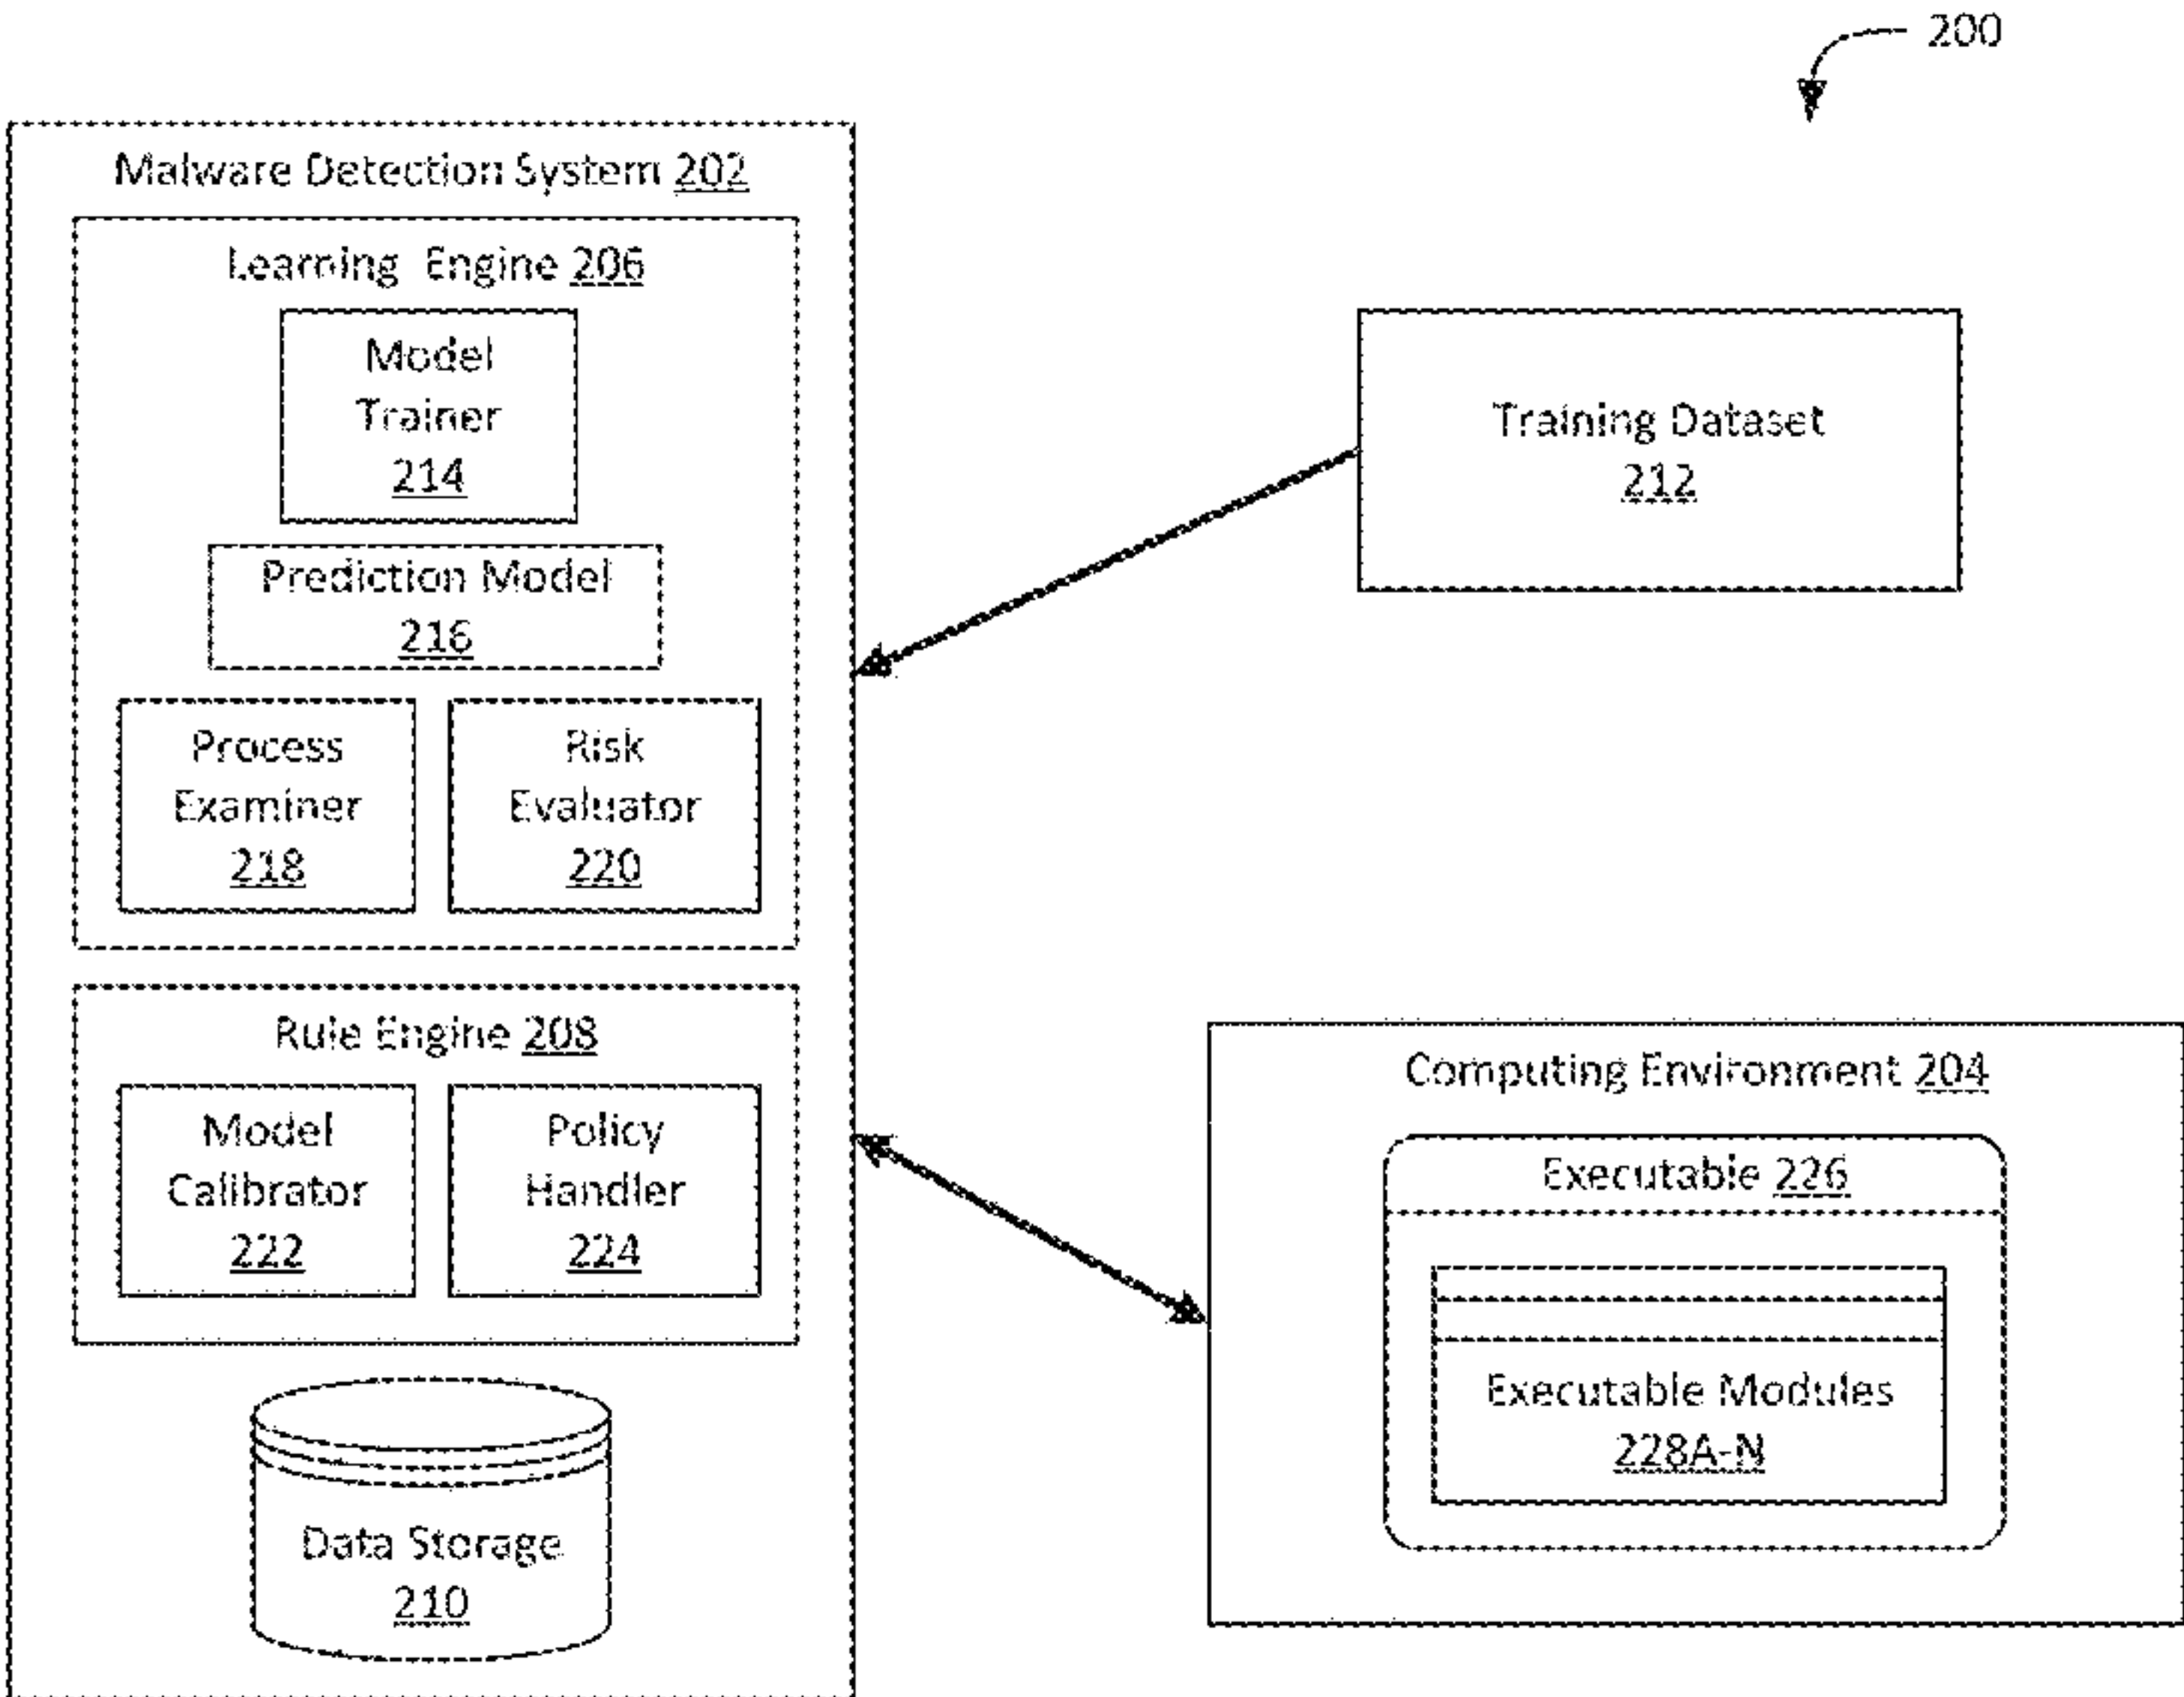 200
Malware Detection System 202
Learning Engine 206
Model
Trainer
214
Prediction Model
216
Process
Examiner
218
Risk
Evaluator
220
Rule Engine 208
Model
Calibrator
222
Policy
Handler
224
Data Storage
210
Training Dataset
212
Computing Environment 204
Executable 226
Executable Modules
228A-N